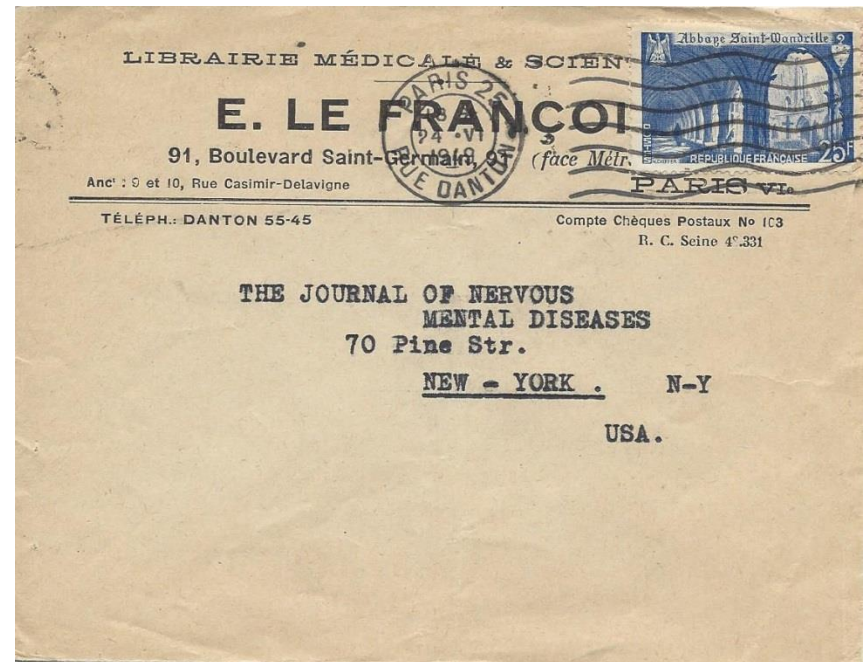 LIBRAIRIE MÉDICALE & SCIEN
E. LE FRANÇOI
91, Boulevard Saint-Germain, 91 (face Métr.
Anct : 9 et 10, Rue Casimir-Delavigne
PARIS VIe
TÉLÉPH.: DANTON 55-45
Compte Chèques Postaux No 103
R. C. Seine
Abbaye Saint-Wandrille
REPUBLIQUE FRANÇAISE 25F
PARIS 25
24 VI
RUE DANTON
THE JOURNAL OF NERVOUS
MENTAL DISEASES
70 Pine Str.
NEW - YORK . N-Y
USA.